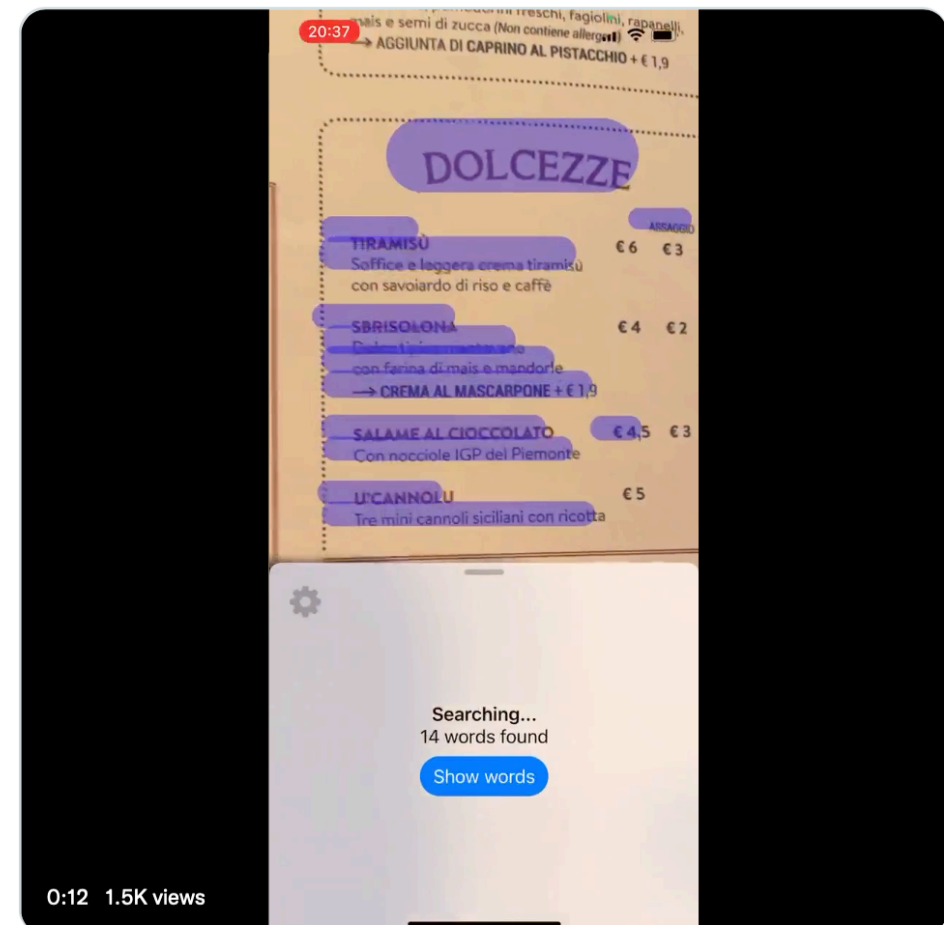 freschi, fagiolini, rapanelli,
20:37
mais e semi di zucca (Non contiene
→ AGGIUNTA DI CAPRINO AL PISTACCHIO + € 1,9
DOLCEZZE
ASSAGGIO
TIRAMISÙ € 6 € 3
Soffice e leggera crema tiramisù
con savoiardo di riso e caffè
SBRISOLONA € 4 € 2
con farina di mais e mandorle
→ CREMA AL MASCARPONE + € 1,9
SALAME AL CIOCCOLATO € 4,5 € 3
Con nocciole IGP del Piemonte
U'CANNOLU € 5
Tre mini cannoli siciliani con ricotta
Searching...
14 words found
Show words
0:12 1.5K views